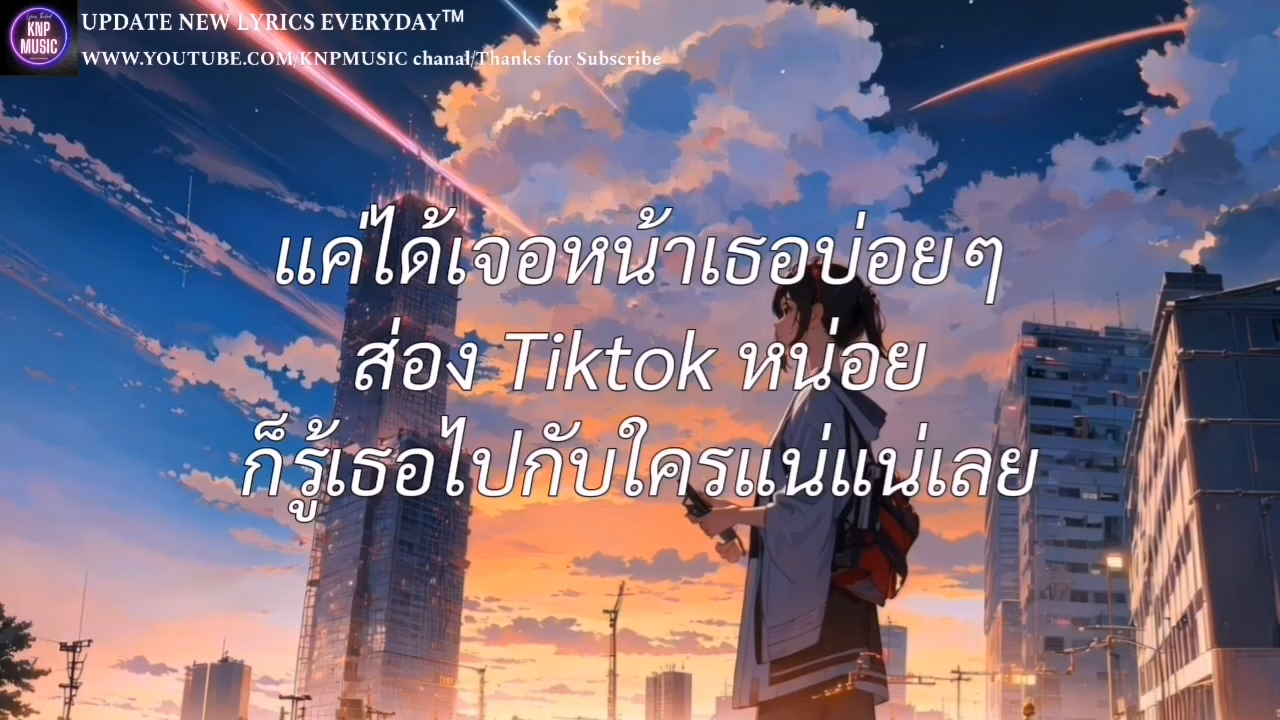 KNP
MUSIC
UPDATE NEW LYRICS EVERYDAY™
WWW.YOUTUBE.COM/KNPMUSIC chanal/Thanks for Subscribe
แค่ได้เจอหน้าเธอบ่อยๆ
ส่อง Tiktok หน่อย
ก็รู้เธอไปกับใครแน่แน่เลย